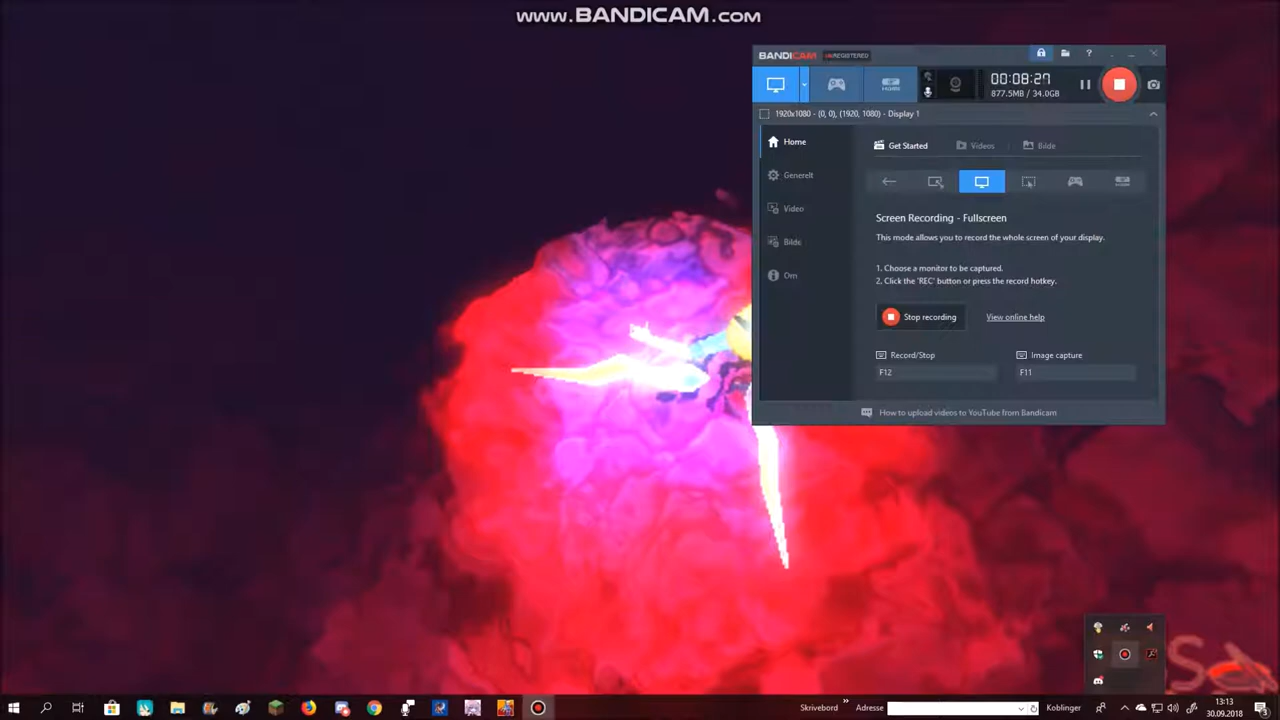 www.BANDICAM.com
BANDICAM UNREGISTERED
HDMI
00:08:27
877.5MB / 34.0GB
1920x1080 - (0, 0), (1920, 1080) - Display 1
Home
Generelt
Video
Bilde
Om
Get Started
Videos
Bilde
Screen Recording - Fullscreen
This mode allows you to record the whole screen of your display.
1. Choose a monitor to be captured.
2. Click the 'REC' button or press the record hotkey.
Stop recording
View online help
Record/Stop
Image capture
F12
F11
How to upload videos to YouTube from Bandicam
Skrivebord
Adresse
Koblinger
13:13
30.09.2018